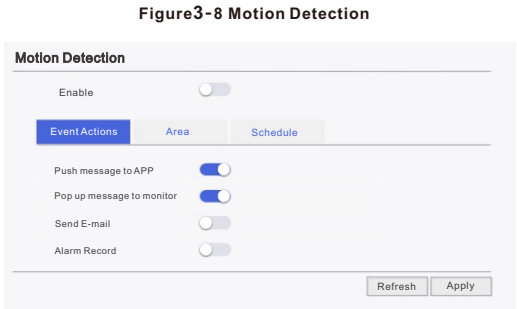 Figure3-8 Motion Detection
Motion Detection
Enable
Event Actions Area Schedule
Push message to APP
Pop up message to monitor
Send E-mail
Alarm Record
Refresh Apply